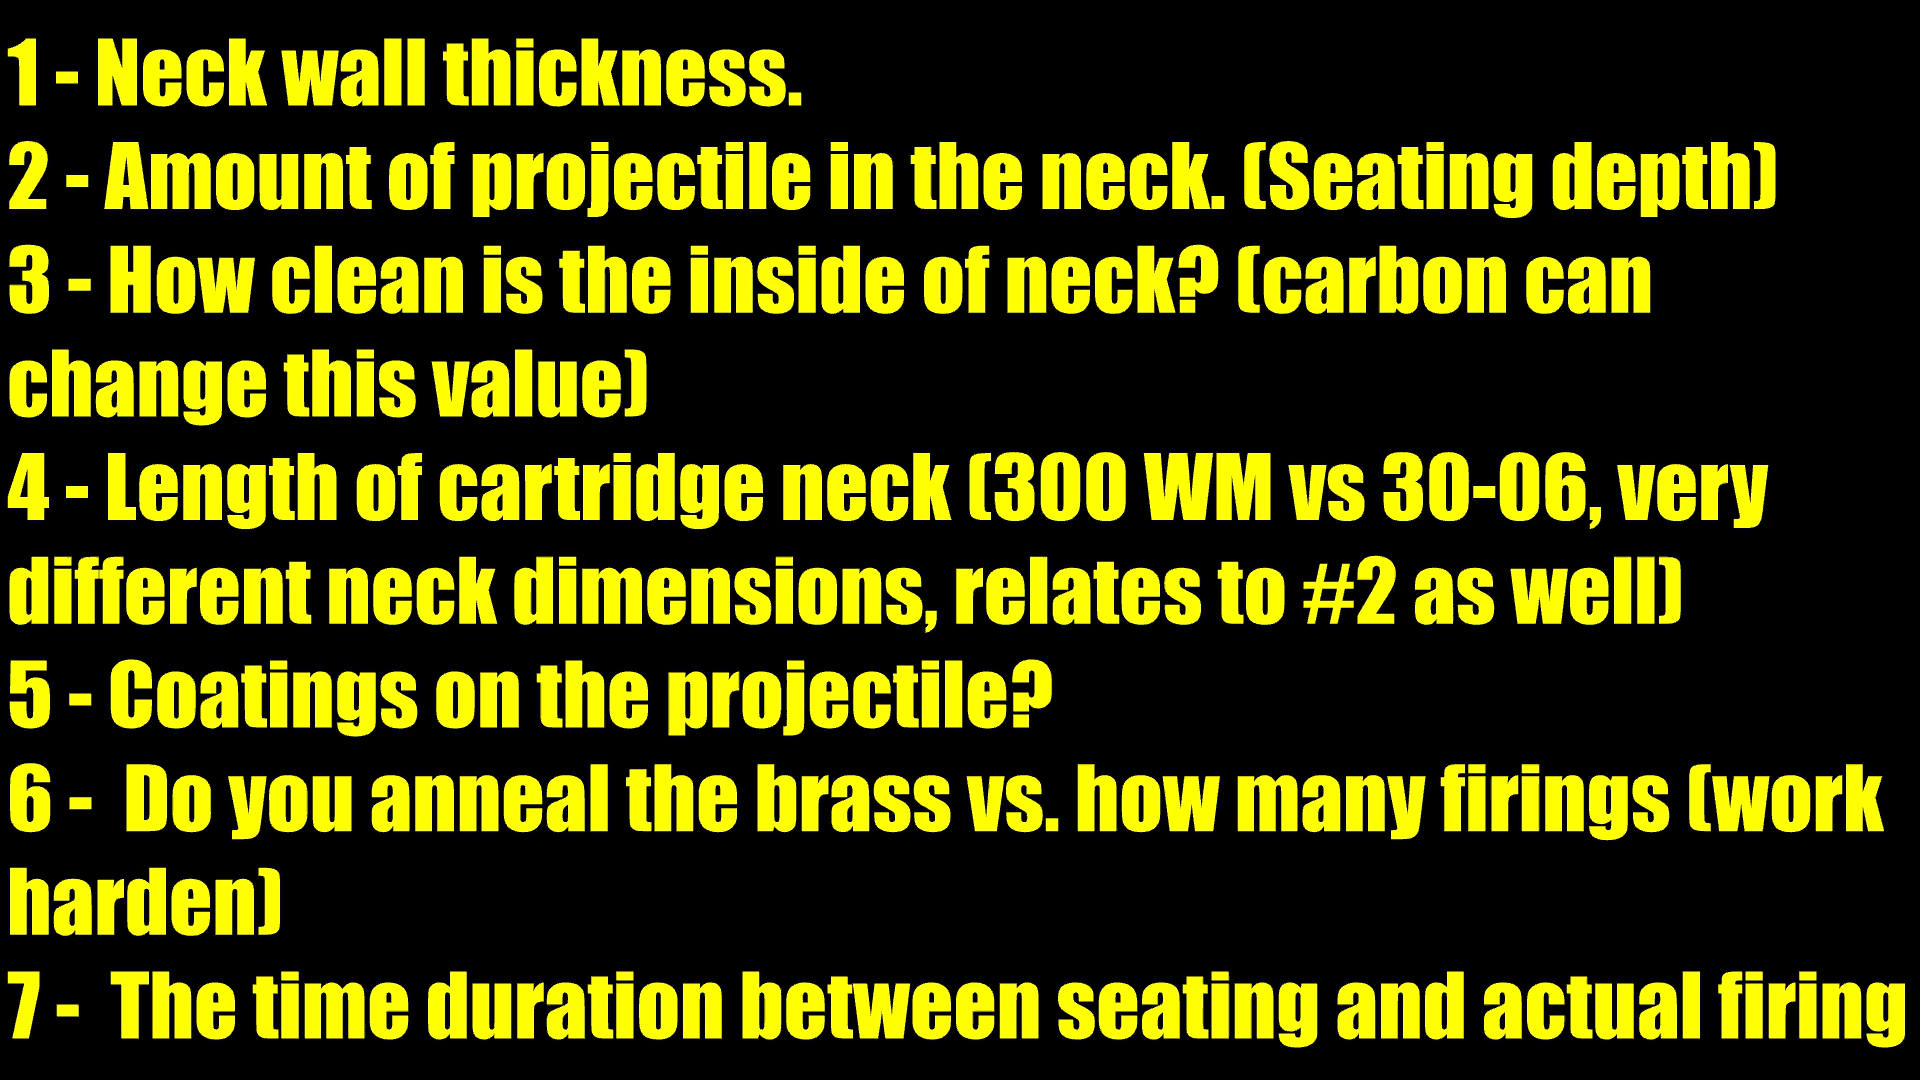 1 - Neck wall thickness.
2 - Amount of projectile in the neck. (Seating depth)
3 - How clean is the inside of neck? (carbon can
change this value)
4 - Length of cartridge neck (300 WM vs 30-06, very
different neck dimensions, relates to #2 as well)
5 - Coatings on the projectile?
6 -  Do you anneal the brass vs. how many firings (work
harden)
7 -  The time duration between seating and actual firing